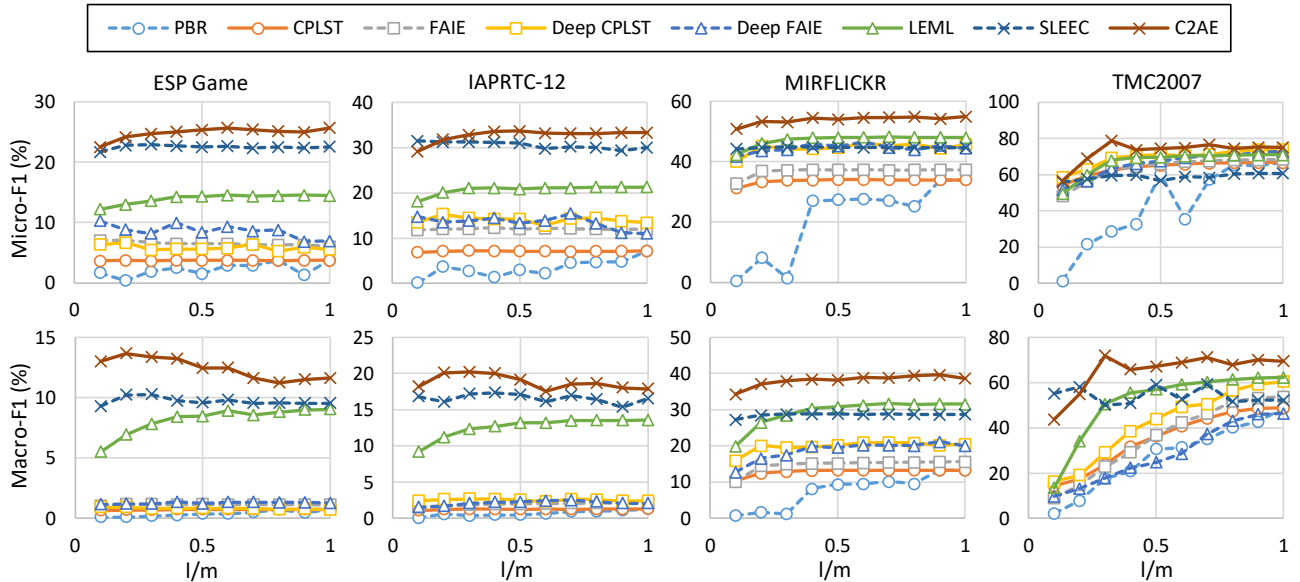 PBR CPLST FAIE Deep CPLST Deep FAIE LEML SLEEC C2AE
ESP Game IAPRTC-12 MIRFLICKR TMC2007
Micro-F1 (%)
30 40 60 100
80
30
20 40
60
20
40
10 20
10
20
0 0 0 0
0 0.5 1 0 0.5 1 0 0.5 1 0 0.5 1
Macro-F1 (%)
15 25 50 80
20 40
60
10
15 30
40
10 20
5
20
5 10
0 0 0 0
0 0.5 1 0 0.5 1 0 0.5 1 0 0.5 1
l/m l/m l/m l/m